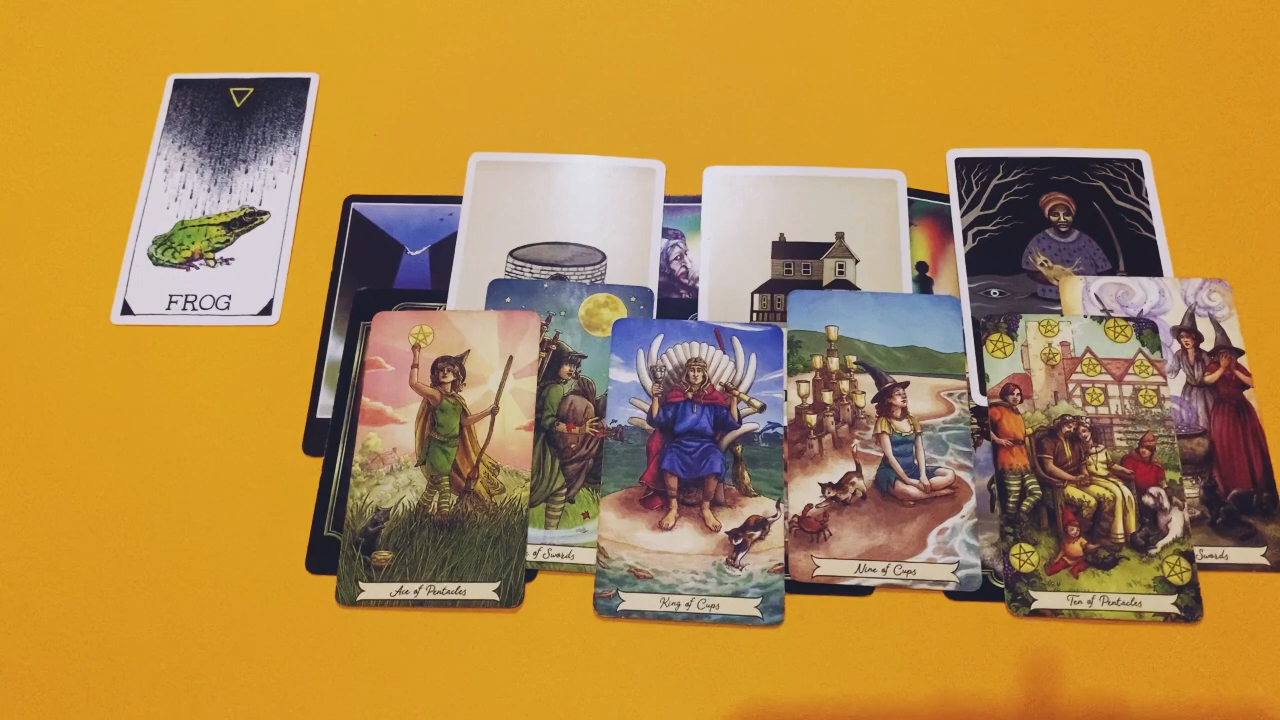 FROG
of Swords
Swords
Nine of Cups
Ace of Pentacles
King of Cups
Ten of Pentacles